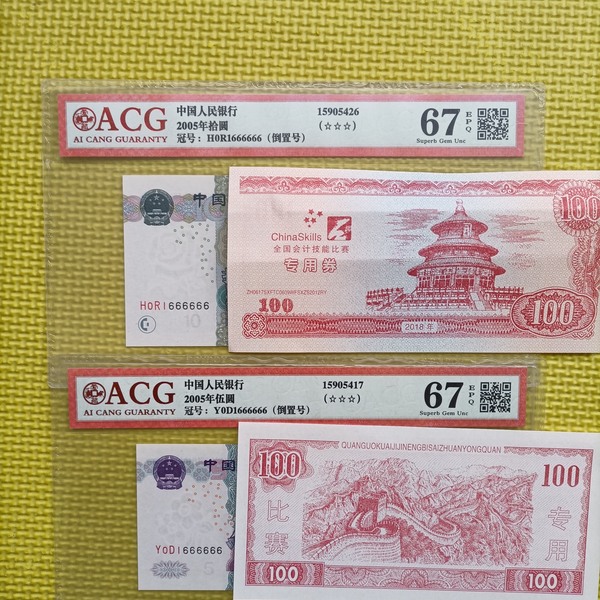 ACG
AI CANG GUARANTY
中国人民银行
2005年拾圆
冠号：H0R1666666（倒置号）
15905426
(☆☆☆)
67 EPQ
Superb Gem Unc
中国
H0R1666666
10
ChinaSkills
全国会计技能比赛
专用券
100
100
100
2018年
ACG
AI CANG GUARANTY
中国人民银行
2005年伍圆
冠号：Y0D1666666（倒置号）
15905417
(☆☆☆)
67 EPQ
Superb Gem Unc
中国
Y0D1666666
5
QUANGUOKUAIJIJINENGBISAIZHUANYONGQUAN
100
100
比赛
专用
100
100